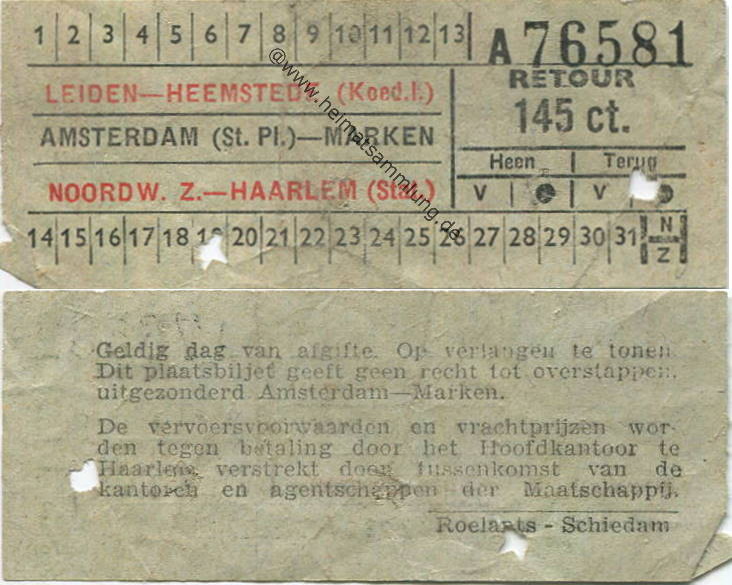 1 2 3 4 5 6 7 8 9 10 11 12 13
A 76581
LEIDEN—HEEMSTEDE (Koed.l.)
AMSTERDAM (St. Pl.)—MARKEN
NOORDW. Z.—HAARLEM (Stat.)
RETOUR
145 ct.
Heen Terug
V V
14 15 16 17 18 19 20 21 22 23 24 25 26 27 28 29 30 31 N
Z
@www.heimatsammlung.de
Geldig dag van afgifte. Op verlangen te tonen.
Dit plaatsbiljet geeft geen recht tot overstappen,
uitgezonderd Amsterdam—Marken.
De vervoersvoorwaarden en vrachtprijzen wor-
den tegen betaling door het Hoofdkantoor te
Haarlem verstrekt door tussenkomst van de
kantoren en agentschappen der Maatschappij.
Roelants - Schiedam